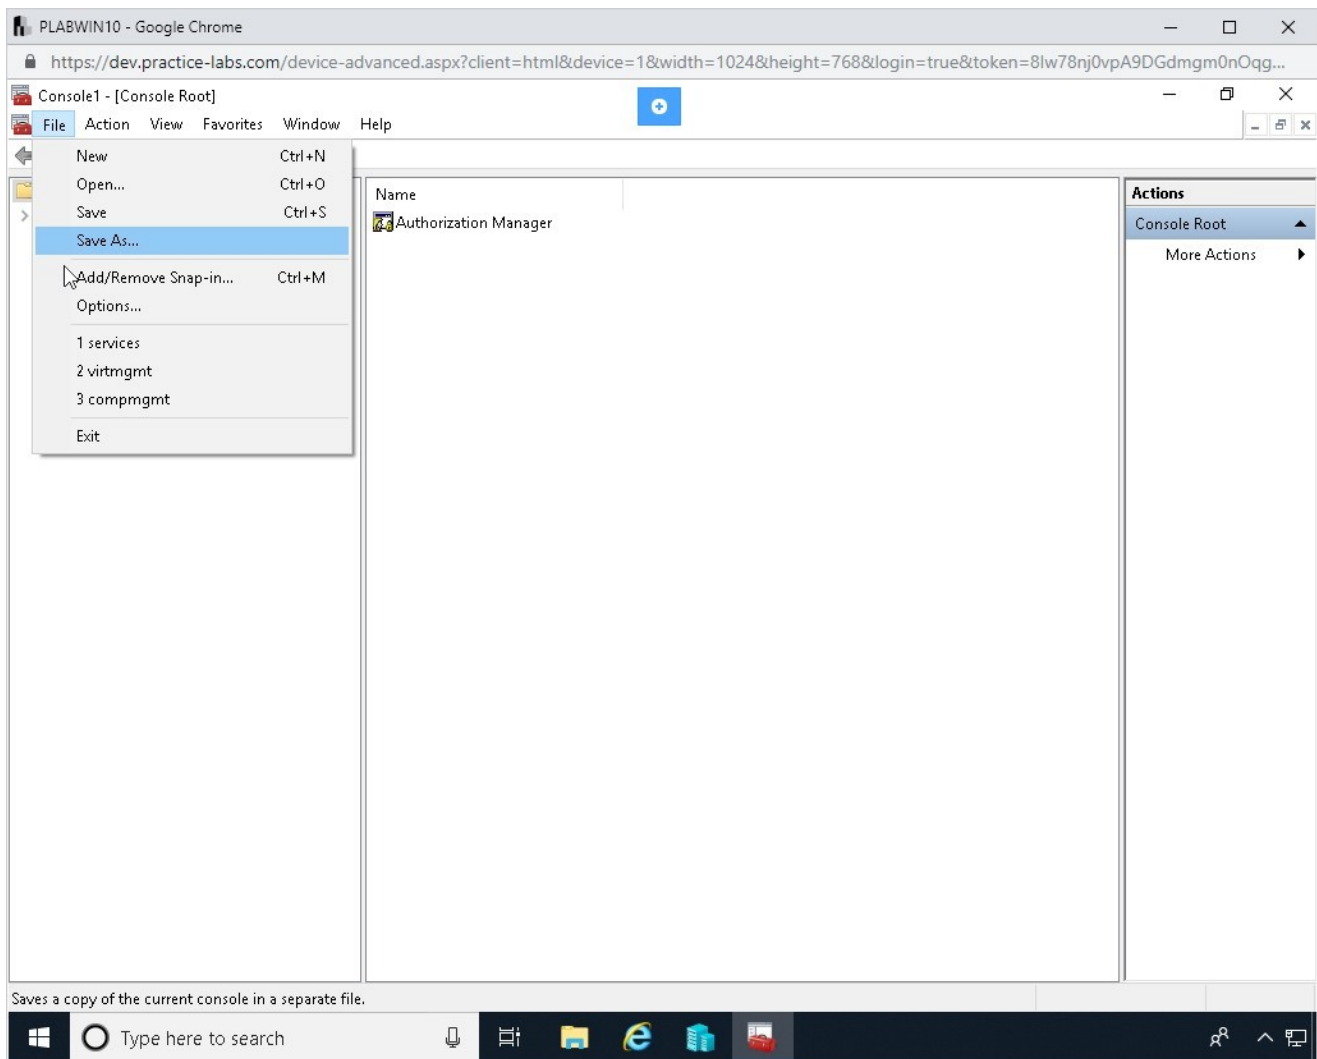 PLABWIN10 - Google Chrome
https://dev.practice-labs.com/device-advanced.aspx?client=html&device=1&width=1024&height=768&login=true&token=8lw78nj0vpA9DGdmgm0nOqg...
Console1 - [Console Root]
File Action View Favorites Window Help
New Ctrl+N
Open... Ctrl+O
Save Ctrl+S
Save As...
Add/Remove Snap-in... Ctrl+M
Options...
1 services
2 virtmgmt
3 compmgmt
Exit
Name
Authorization Manager
Actions
Console Root
More Actions
Saves a copy of the current console in a separate file.
Type here to search